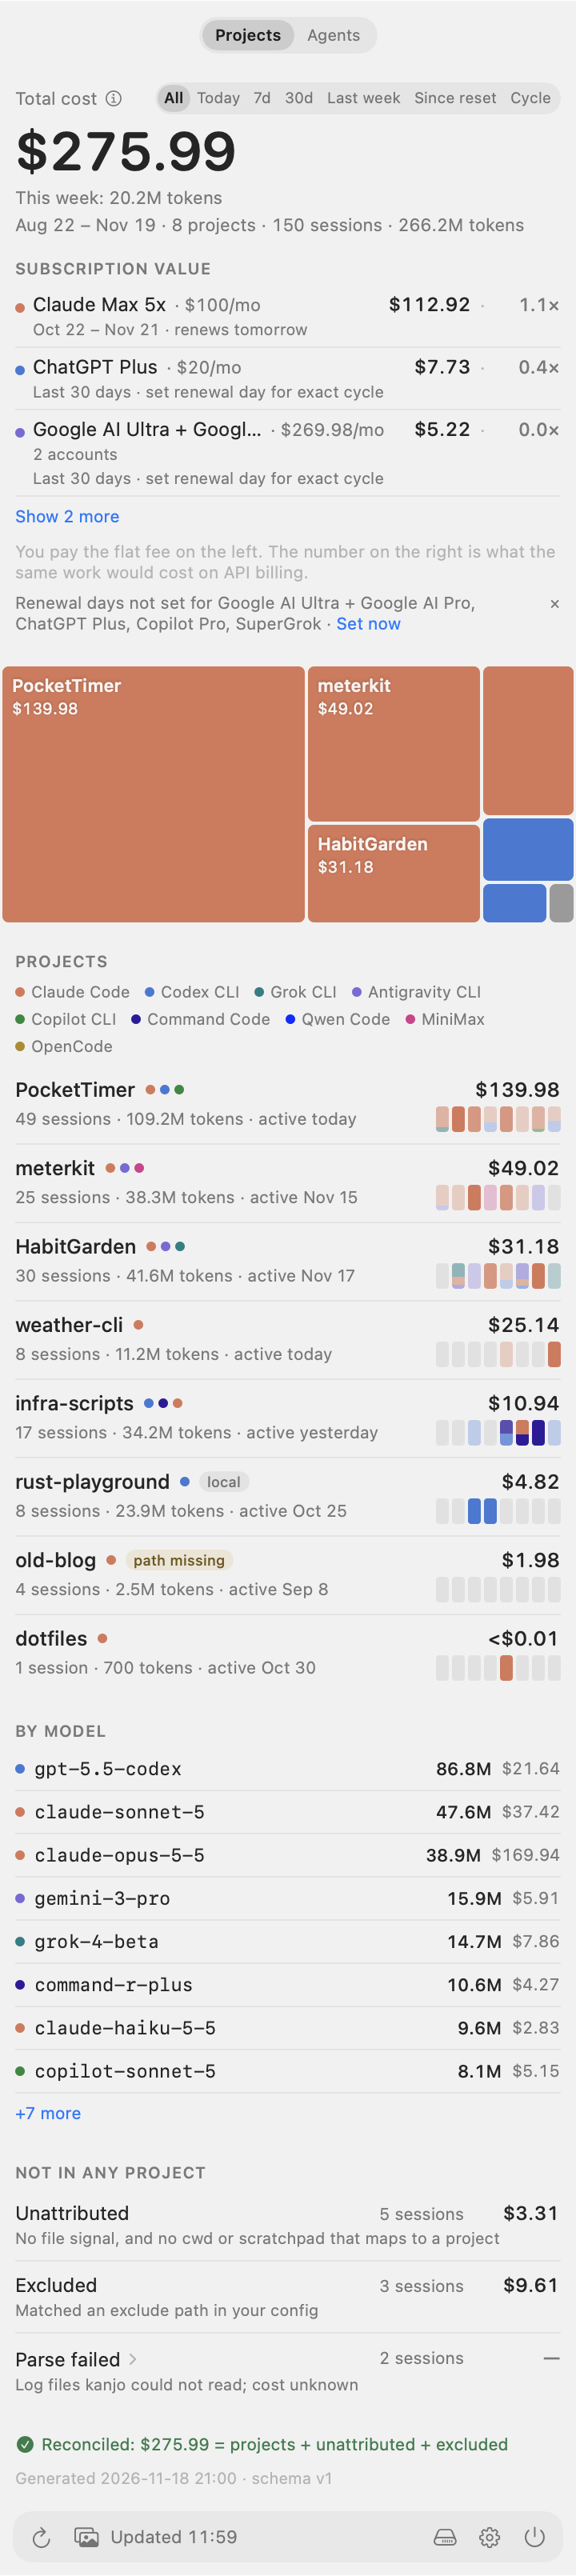 Projects Agents
Total cost All Today 7d 30d Last week Since reset Cycle
$275.99
This week: 20.2M tokens
Aug 22 – Nov 19 · 8 projects · 150 sessions · 266.2M tokens
SUBSCRIPTION VALUE
Claude Max 5x · $100/mo $112.92 · 1.1×
Oct 22 – Nov 21 · renews tomorrow
ChatGPT Plus · $20/mo $7.73 · 0.4×
Last 30 days · set renewal day for exact cycle
Google AI Ultra + Googl... · $269.98/mo $5.22 · 0.0×
2 accounts
Last 30 days · set renewal day for exact cycle
Show 2 more
You pay the flat fee on the left. The number on the right is what the
same work would cost on API billing.
Renewal days not set for Google AI Ultra + Google AI Pro, ×
ChatGPT Plus, Copilot Pro, SuperGrok · Set now
PocketTimer
$139.98
meterkit
$49.02
HabitGarden
$31.18
PROJECTS
Claude Code Codex CLI Grok CLI Antigravity CLI
Copilot CLI Command Code Qwen Code MiniMax
OpenCode
PocketTimer $139.98
49 sessions · 109.2M tokens · active today
meterkit $49.02
25 sessions · 38.3M tokens · active Nov 15
HabitGarden $31.18
30 sessions · 41.6M tokens · active Nov 17
weather-cli $25.14
8 sessions · 11.2M tokens · active today
infra-scripts $10.94
17 sessions · 34.2M tokens · active yesterday
rust-playground local $4.82
8 sessions · 23.9M tokens · active Oct 25
old-blog path missing $1.98
4 sessions · 2.5M tokens · active Sep 8
dotfiles <$0.01
1 session · 700 tokens · active Oct 30
BY MODEL
gpt-5.5-codex 86.8M $21.64
claude-sonnet-5 47.6M $37.42
claude-opus-5-5 38.9M $169.94
gemini-3-pro 15.9M $5.91
grok-4-beta 14.7M $7.86
command-r-plus 10.6M $4.27
claude-haiku-5-5 9.6M $2.83
copilot-sonnet-5 8.1M $5.15
+7 more
NOT IN ANY PROJECT
Unattributed 5 sessions $3.31
No file signal, and no cwd or scratchpad that maps to a project
Excluded 3 sessions $9.61
Matched an exclude path in your config
Parse failed 2 sessions —
Log files kanjo could not read; cost unknown
Reconciled: $275.99 = projects + unattributed + excluded
Generated 2026-11-18 21:00 · schema v1
Updated 11:59